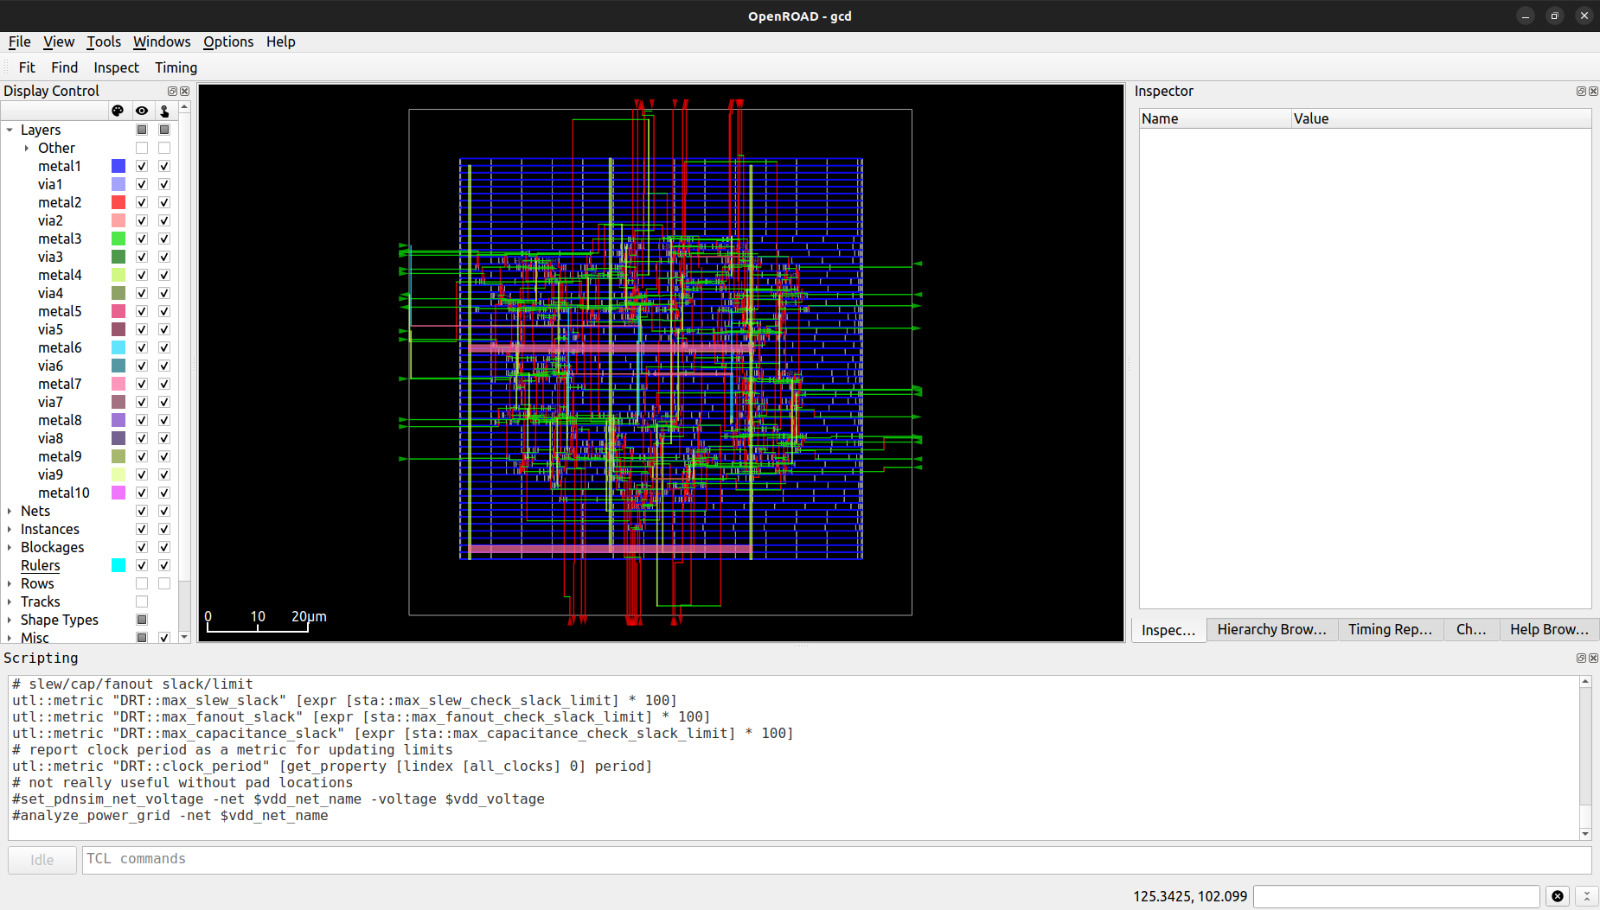 OpenROAD - gcd
File View Tools Windows Options Help
Fit Find Inspect Timing
Display Control
Layers
Other
metal1
via1
metal2
via2
metal3
via3
metal4
via4
metal5
via5
metal6
via6
metal7
via7
metal8
via8
metal9
via9
metal10
Nets
Instances
Blockages
Rulers
Rows
Tracks
Shape Types
Misc
0 10 20μm
Inspector
Name Value
Inspec... Hierarchy Brow... Timing Rep... Ch... Help Brow...
Scripting
# slew/cap/fanout slack/limit
utl::metric "DRT::max_slew_slack" [expr [sta::max_slew_check_slack_limit] * 100]
utl::metric "DRT::max_fanout_slack" [expr [sta::max_fanout_check_slack_limit] * 100]
utl::metric "DRT::max_capacitance_slack" [expr [sta::max_capacitance_check_slack_limit] * 100]
# report clock period as a metric for updating limits
utl::metric "DRT::clock_period" [get_property [lindex [all_clocks] 0] period]
# not really useful without pad locations
#set_pdnsim_net_voltage -net $vdd_net_name -voltage $vdd_voltage
#analyze_power_grid -net $vdd_net_name
Idle TCL commands
125.3425, 102.099